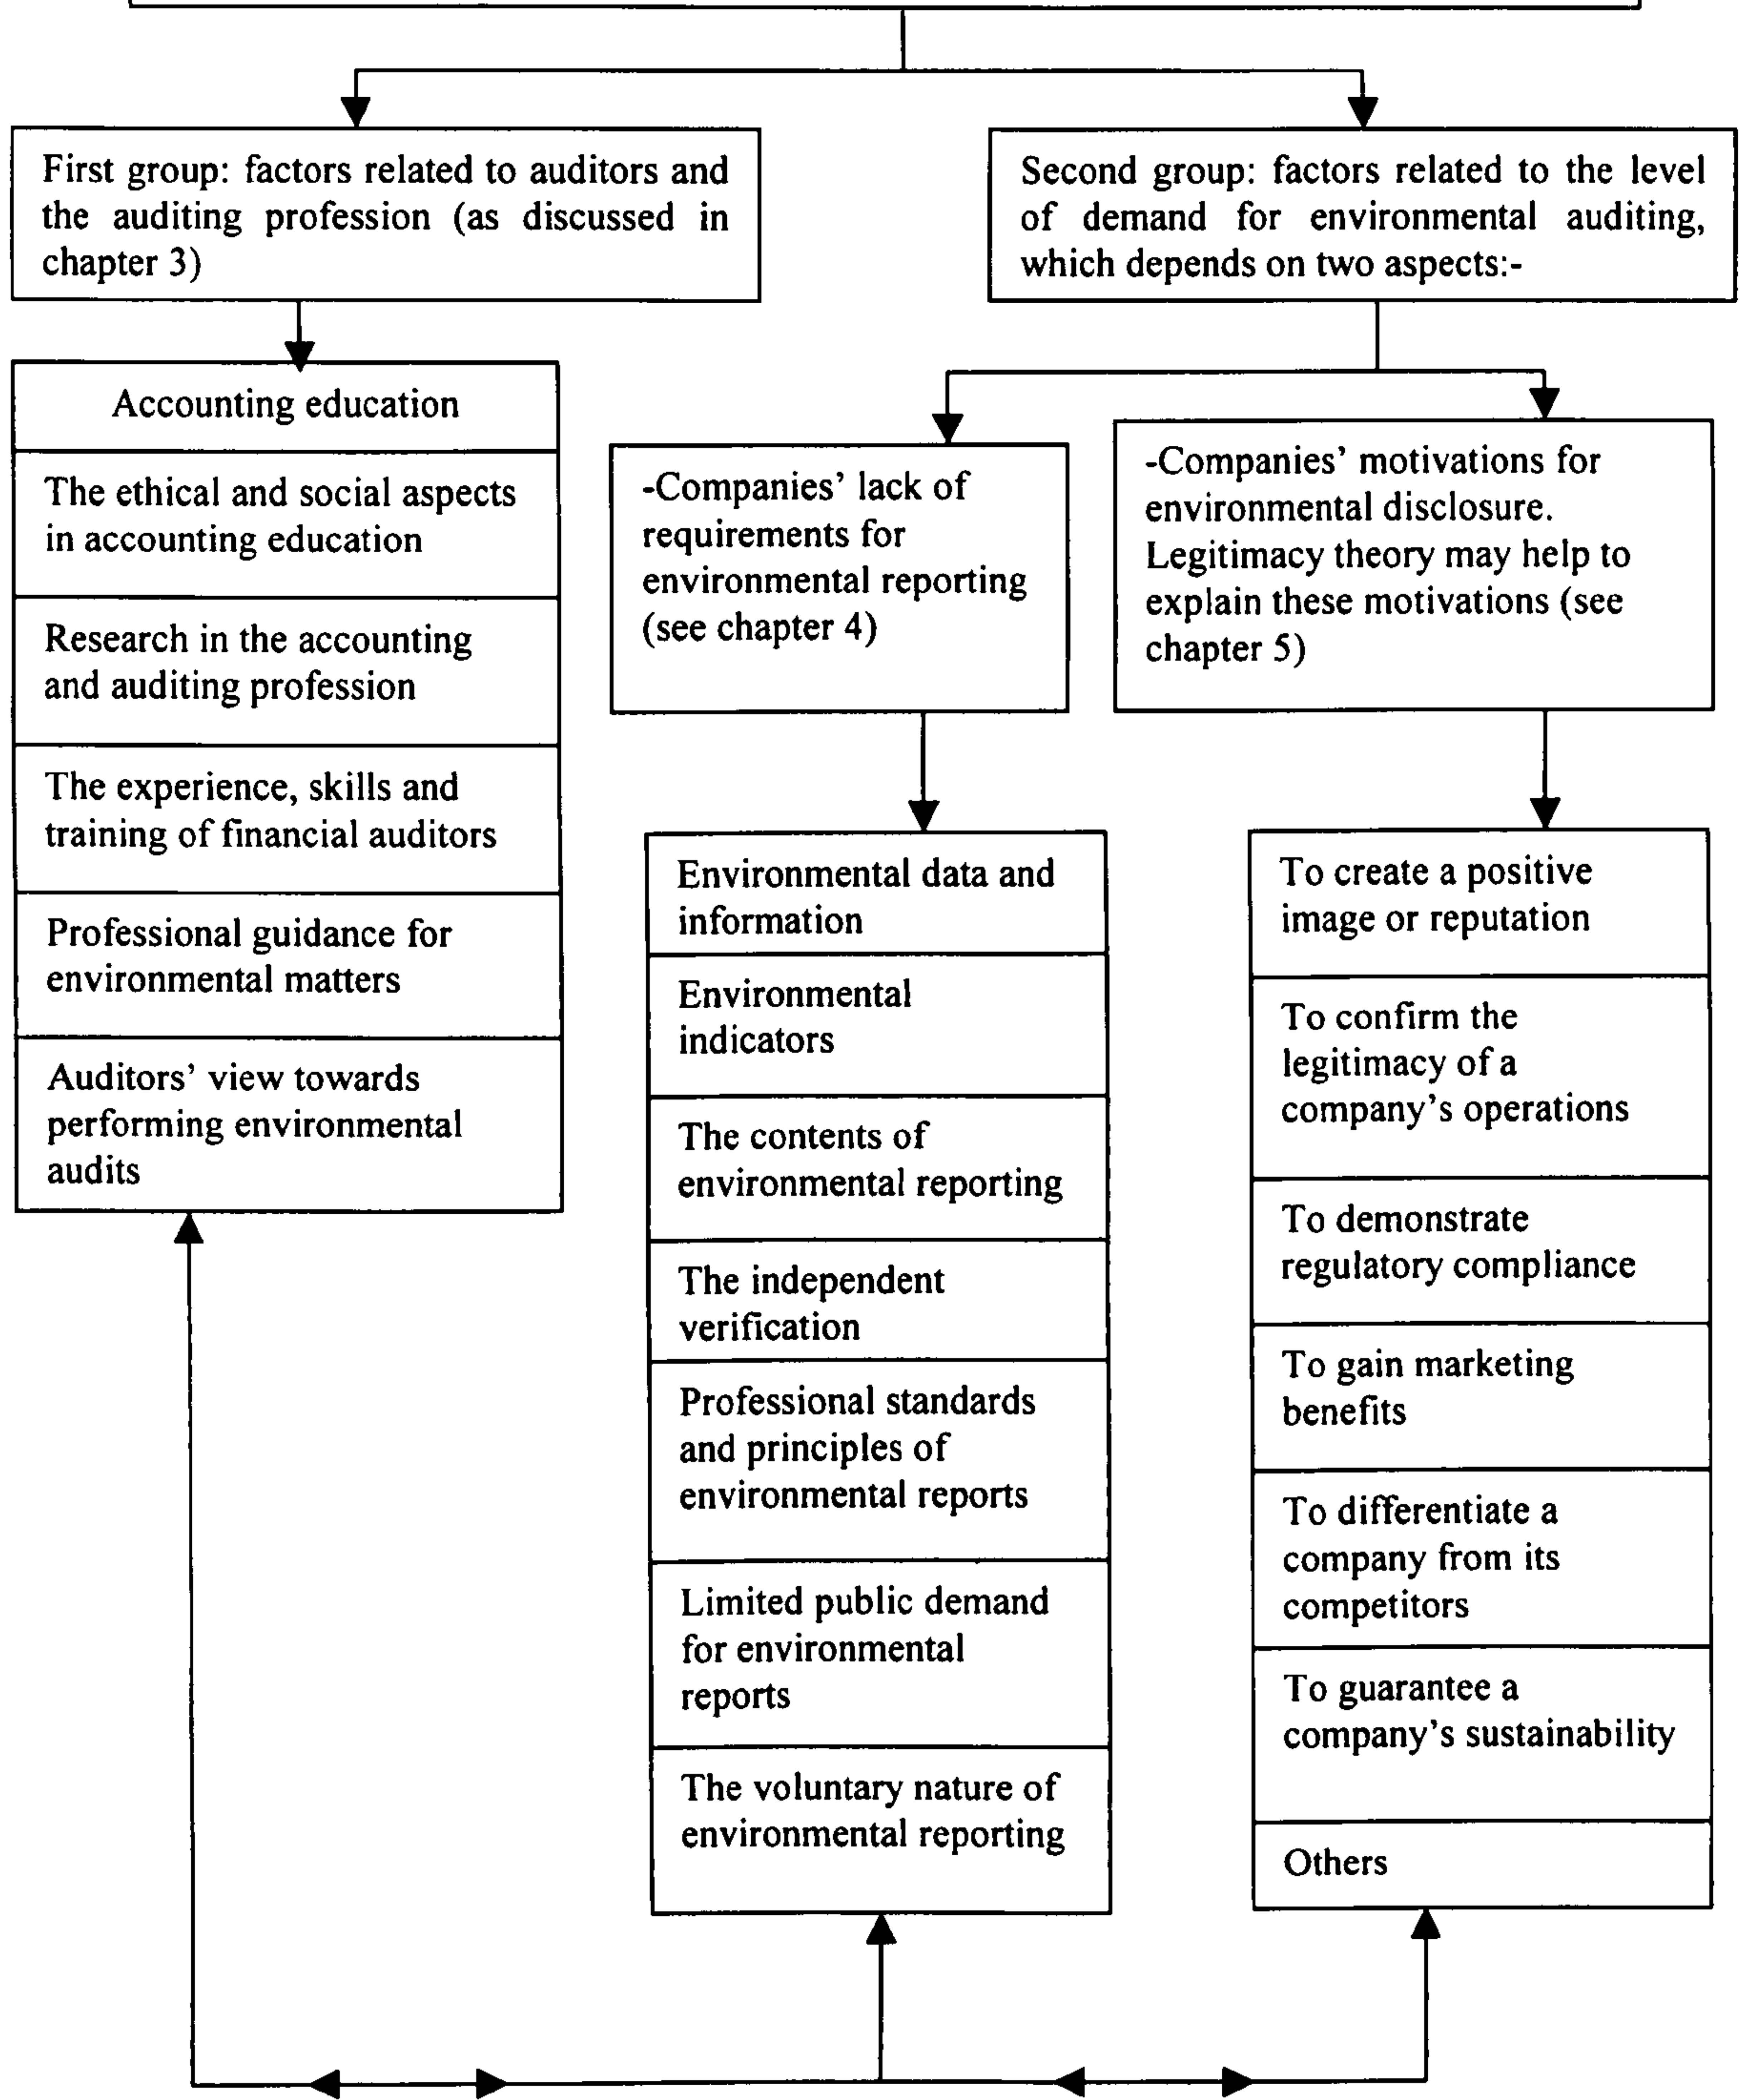 First group: factors related to auditors and
the auditing profession (as discussed in
chapter 3)
Second group: factors related to the level
of demand for environmental auditing,
which depends on two aspects:-
Accounting education
The ethical and social aspects
in accounting education
Research in the accounting
and auditing profession
The experience, skills and
training of financial auditors
Professional guidance for
environmental matters
Auditors' view towards
performing environmental
audits
-Companies' lack of
requirements for
environmental reporting
(see chapter 4)
-Companies' motivations for
environmental disclosure.
Legitimacy theory may help to
explain these motivations (see
chapter 5)
Environmental data and
information
Environmental
indicators
The contents of
environmental reporting
The independent
verification
Professional standards
and principles of
environmental reports
Limited public demand
for environmental
reports
The voluntary nature of
environmental reporting
To create a positive
image or reputation
To confirm the
legitimacy of a
company's operations
To demonstrate
regulatory compliance
To gain marketing
benefits
To differentiate a
company from its
competitors
To guarantee a
company's sustainability
Others